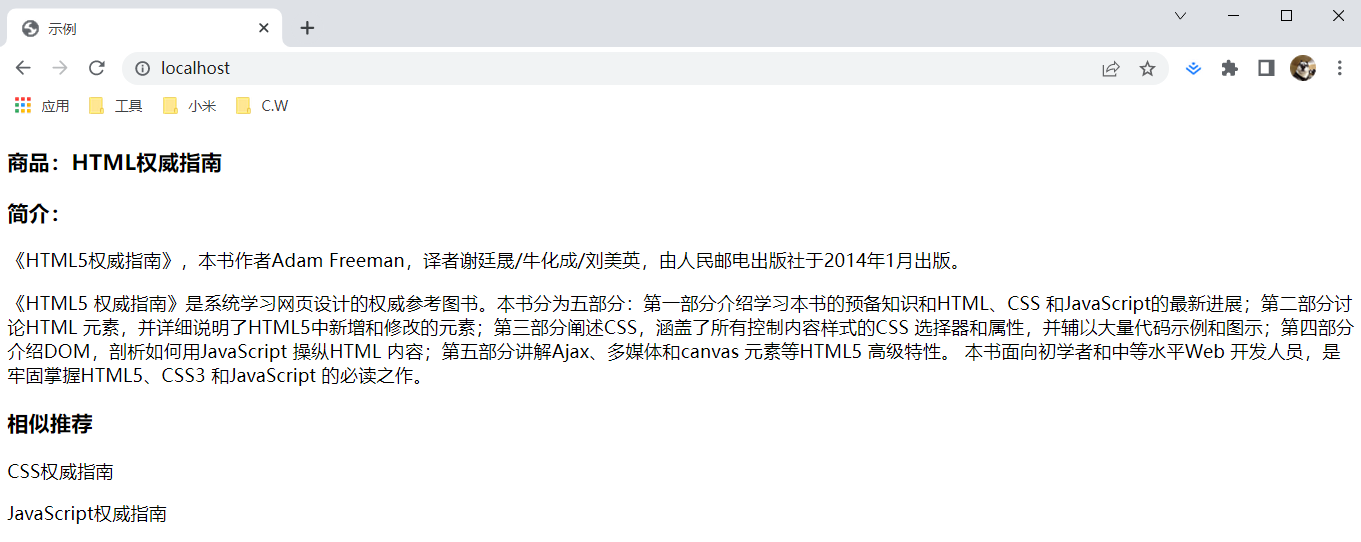 示例
localhost
应用 工具 小米 C.W
商品：HTML权威指南
简介：
《HTML5权威指南》，本书作者Adam Freeman，译者谢廷晟/牛化成/刘美英，由人民邮电出版社于2014年1月出版。
《HTML5 权威指南》是系统学习网页设计的权威参考图书。本书分为五部分：第一部分介绍学习本书的预备知识和HTML、CSS 和JavaScript的最新进展；第二部分讨
论HTML 元素，并详细说明了HTML5中新增和修改的元素；第三部分阐述CSS，涵盖了所有控制内容样式的CSS 选择器和属性，并辅以大量代码示例和图示；第四部分
介绍DOM，剖析如何用JavaScript 操纵HTML 内容；第五部分讲解Ajax、多媒体和canvas 元素等HTML5 高级特性。 本书面向初学者和中等水平Web 开发人员，是
牢固掌握HTML5、CSS3 和JavaScript 的必读之作。
相似推荐
CSS权威指南
JavaScript权威指南